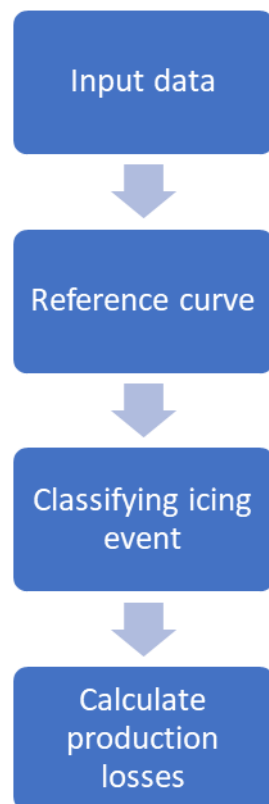 Input data
Reference curve
Classifying icing
event
Calculate
production
losses